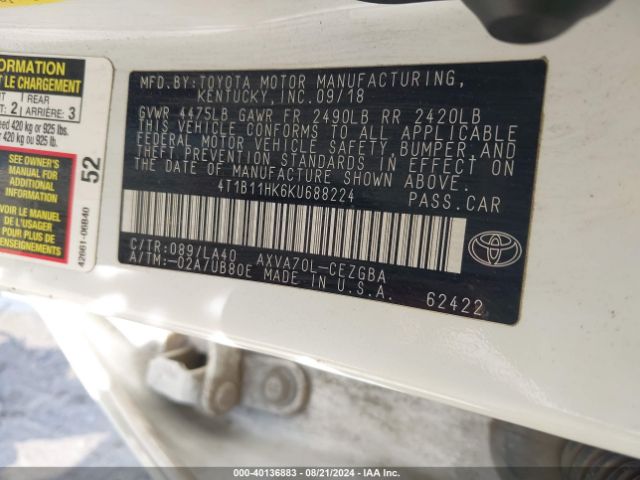 FORMATION
T LE CHARGEMENT
T
T: 2
REAR
ARRIÈRE: 3
ed 420 kg or 925 lbs.
420 kg ou 925 lb.
SEE OWNER'S
MANUAL FOR
ADDITIONAL
INFORMATION
VOIR LE MANUEL
DE L'USAGER
POUR PLUS DE
RENSEIGNEMENTS
52
42661-06B40
MFD.BY:TOYOTA MOTOR MANUFACTURING,
KENTUCKY, INC.09/18
GVWR 4475LB GAWR FR 2490LB RR 2420LB
THIS VEHICLE CONFORMS TO ALL APPLICABLE
FEDERAL MOTOR VEHICLE SAFETY, BUMPER,AND
THEFT PREVENTION STANDARDS IN EFFECT ON
THE DATE OF MANUFACTURE SHOWN ABOVE.
4T1B11HK6KU688224 PASS.CAR
C/TR:089/LA40 AXVA70L-CEZGBA
A/TM:-02A/UB80E MADE IN U.S.A.
62422
TOYOTA
000-40136883 / 08/21/2024 - IAA Inc.